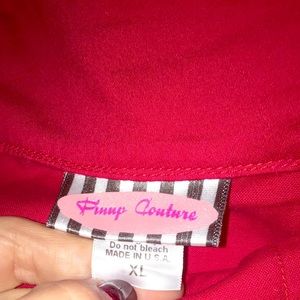 Pinup Couture
Do not bleach
MADE IN U.S.A.
XL